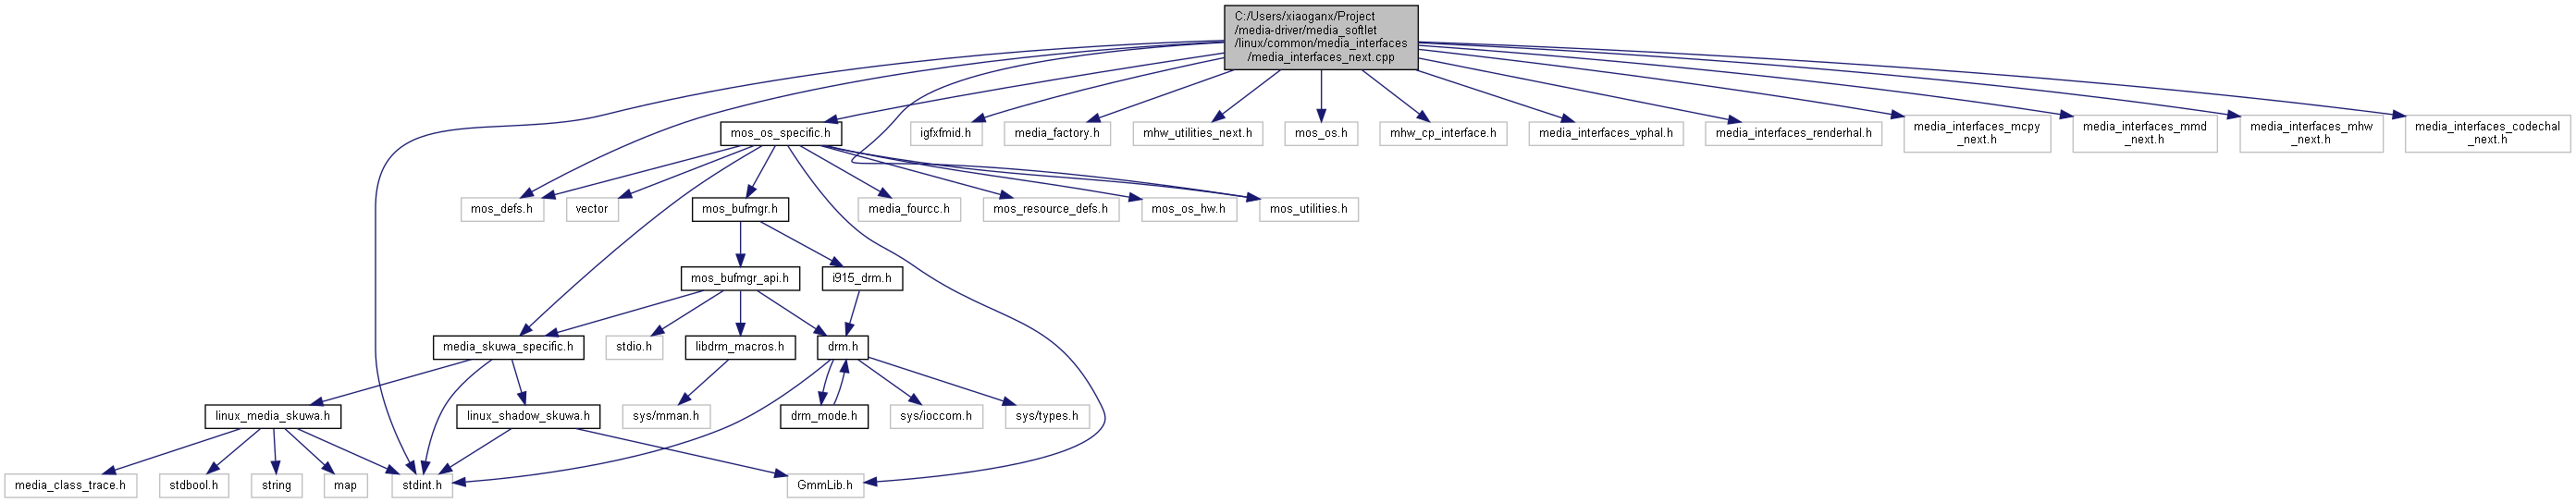 C:/Users/xiaoganx/Project
/media-driver/media_softlet
/linux/common/media_interfaces
/media_interfaces_next.cpp
mos_os_specific.h
igfxfmid.h
media_factory.h
mhw_utilities_next.h
mos_os.h
mhw_cp_interface.h
media_interfaces_vphal.h
media_interfaces_renderhal.h
media_interfaces_mcpy
_next.h
media_interfaces_mmd
_next.h
media_interfaces_mhw
_next.h
media_interfaces_codechal
_next.h
mos_defs.h
vector
mos_bufmgr.h
media_fourcc.h
mos_resource_defs.h
mos_os_hw.h
mos_utilities.h
mos_bufmgr_api.h
i915_drm.h
media_skuwa_specific.h
stdio.h
libdrm_macros.h
drm.h
linux_media_skuwa.h
linux_shadow_skuwa.h
sys/mman.h
drm_mode.h
sys/ioccom.h
sys/types.h
media_class_trace.h
stdbool.h
string
map
stdint.h
GmmLib.h